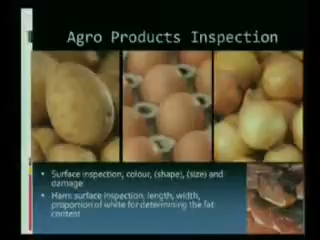 Agro Products Inspection
• Surface inspection, colour, (shape), (size) and
damage
• Hams surface inspection, length, width,
proportion of white for determining the fat
content